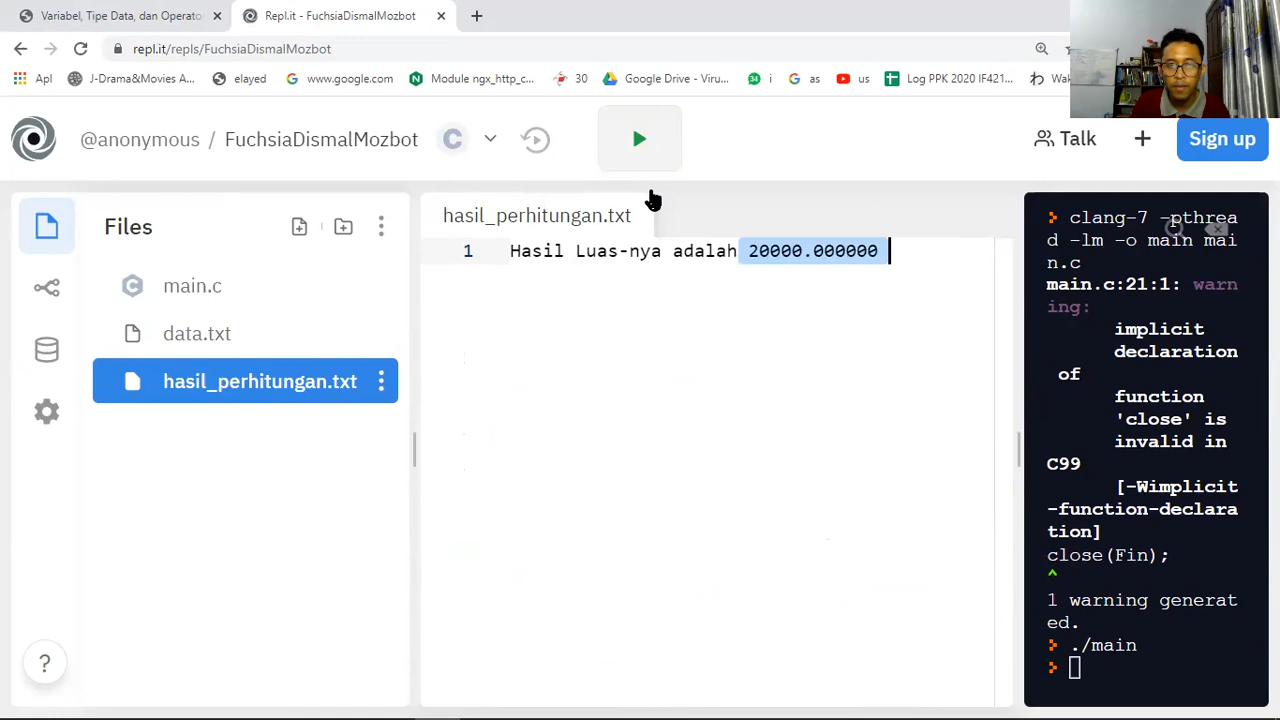 Variabel, Tipe Data, dan Operato
Repl.it - FuchsiaDismalMozbot
repl.it/repls/FuchsiaDismalMozbot
Apl
J-Drama&Movies A...
elayed
www.google.com
Module ngx_http_c...
30
Google Drive - Viru...
i
as
us
Log PPK 2020 IF421...
Wak
@anonymous / FuchsiaDismalMozbot
C
Talk
Sign up
Files
main.c
data.txt
hasil_perhitungan.txt
hasil_perhitungan.txt
1 Hasil Luas-nya adalah 20000.000000
clang-7 -pthrea
d -lm -o main mai
n.c
main.c:21:1: warn
ing:
implicit
declaration
of
function
'close' is
invalid in
C99
[-Wimplicit
-function-declara
tion]
close(Fin);
^
1 warning generat
ed.
./main
?